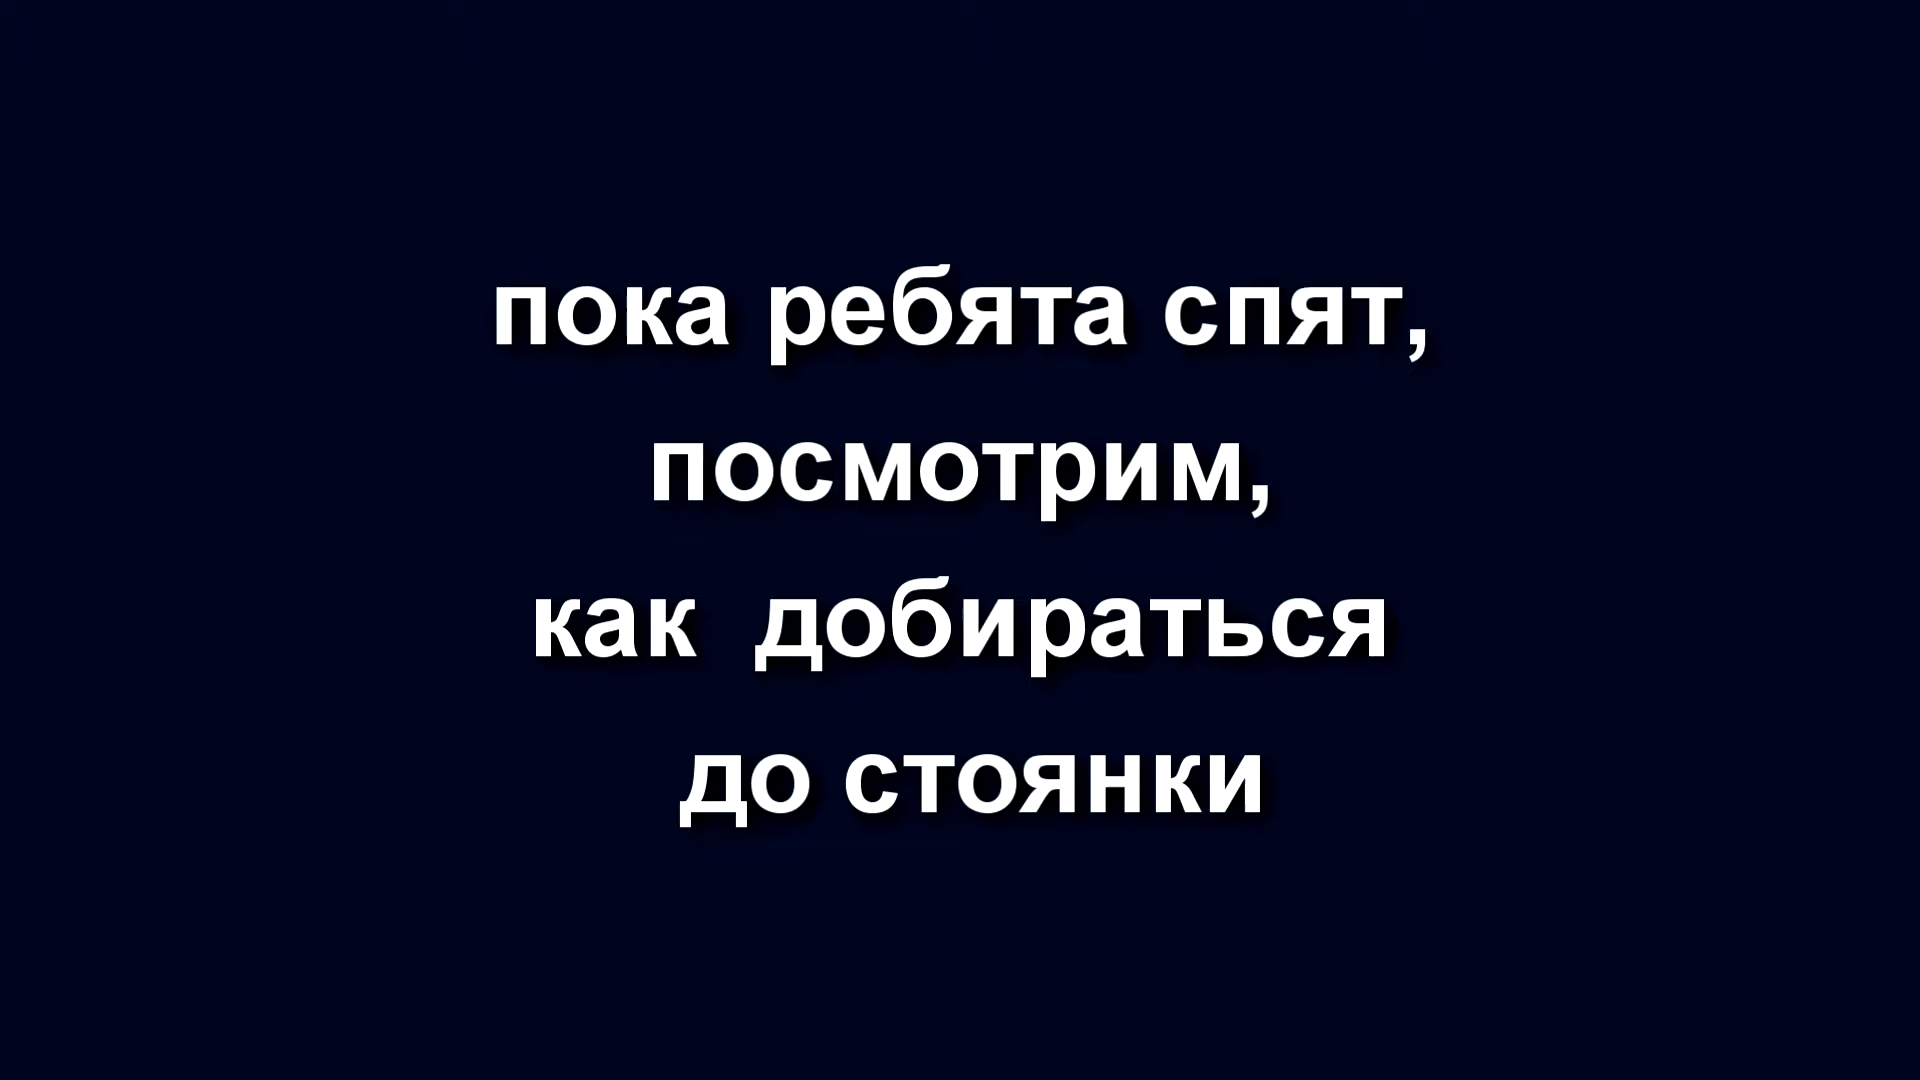 пока ребята спят,
посмотрим,
как  добираться
до стоянки